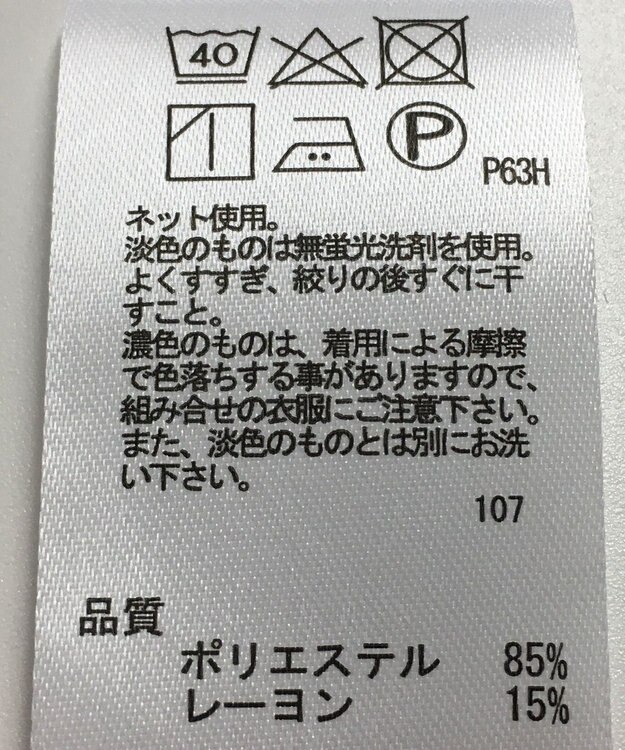 40
P
P63H
ネット使用。
淡色のものは無蛍光洗剤を使用。
よくすすぎ、絞りの後すぐに干
すこと。
濃色のものは、着用による摩擦
で色落ちする事がありますので、
組み合せの衣服にご注意下さい。
また、淡色のものとは別にお洗
い下さい。
107
品質
ポリエステル 85%
レーヨン 15%